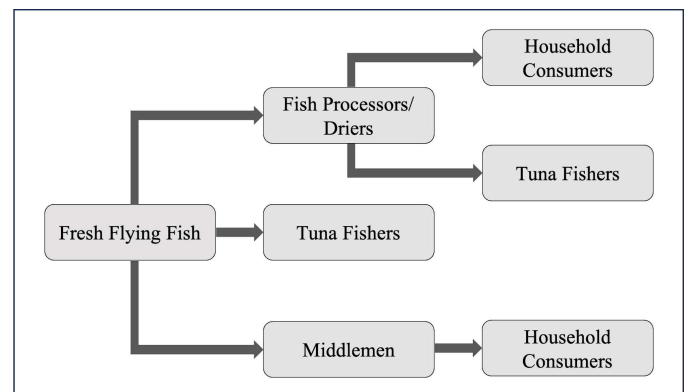 Household
Consumers
Fish Processors/
Driers
Tuna Fishers
Fresh Flying Fish
Tuna Fishers
Middlemen
Household
Consumers